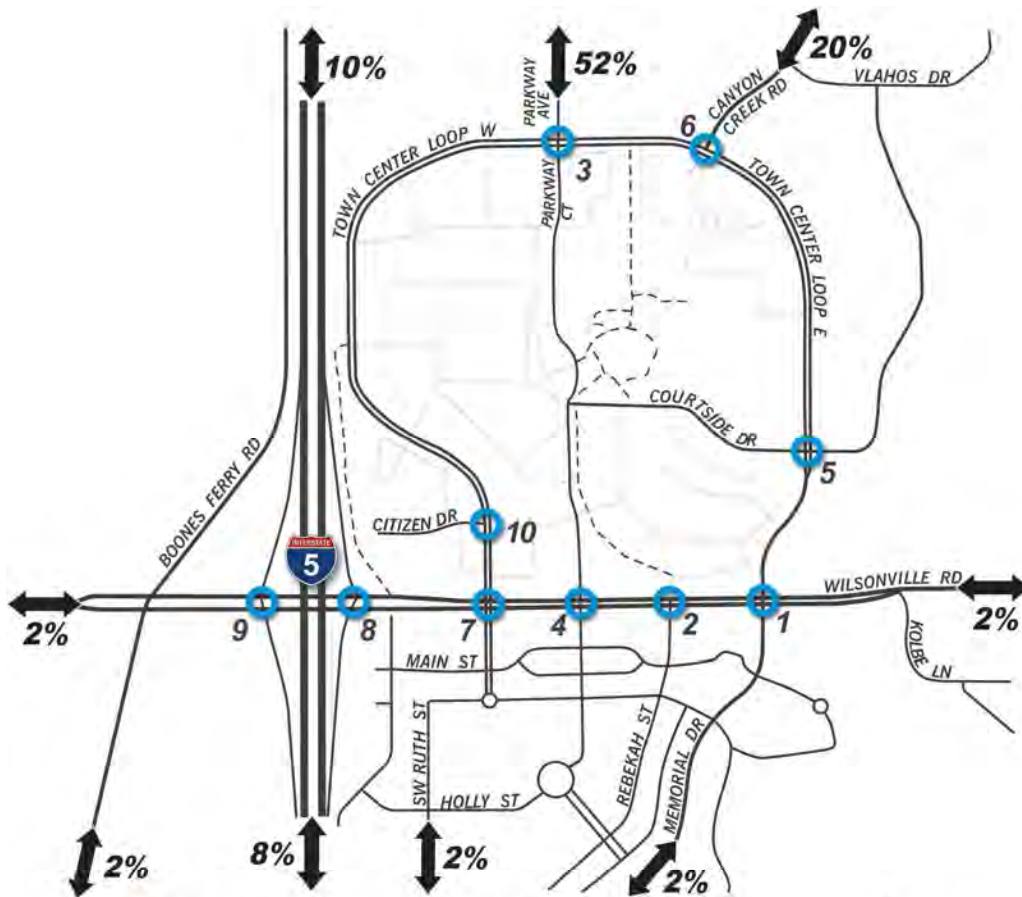 10%
52%
20%
VLAHOS DR
PARKWAY
AVE
CANYON
CREEK RD
6
TOWN CENTER LOOP W
3
PARKWAY
CT
TOWN CENTER LOOP E
COURTSIDE DR
5
BOONES FERRY RD
CITIZEN DR
10
INTERSTATE
5
WILSONVILLE RD
2%
9
8
7
4
2
1
2%
MAIN ST
KOLBE
LN
SW RUTH ST
HOLLY ST
REBEKAH ST
MEMORIAL DR
2%
8%
2%
2%